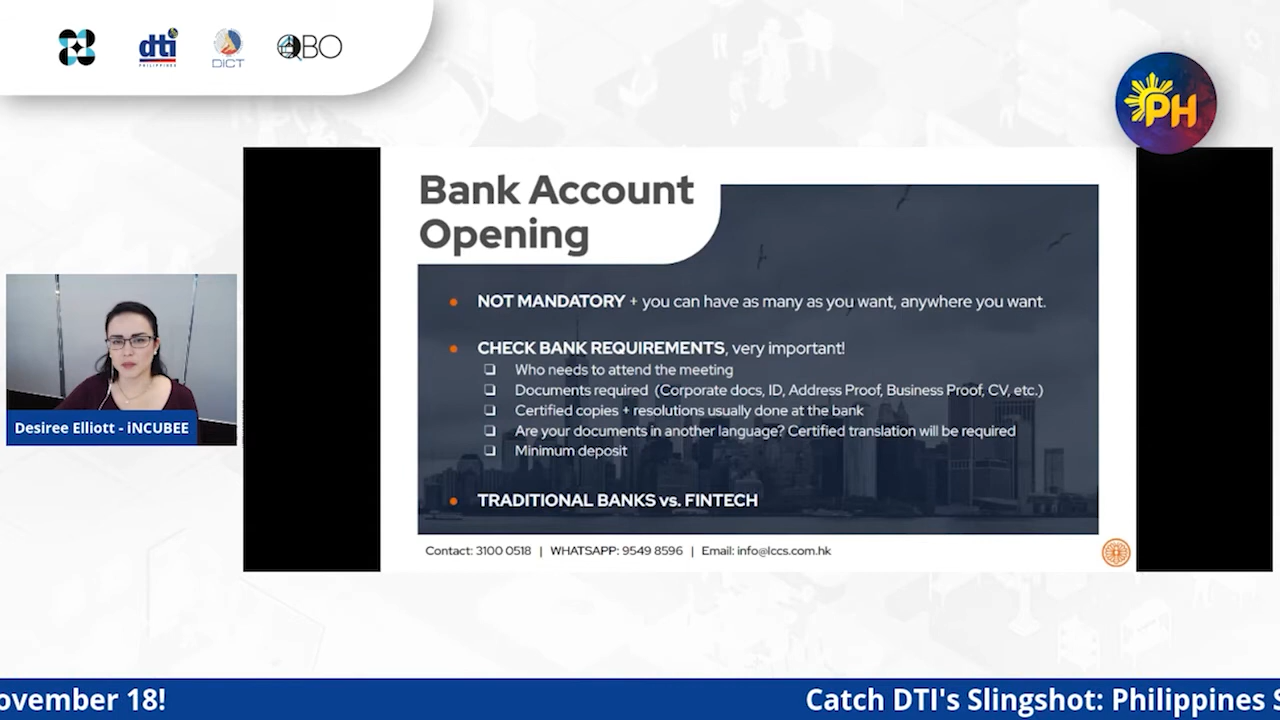 dti
PHILIPPINES
DICT
QBO
PH
Bank Account
Opening
NOT MANDATORY + you can have as many as you want, anywhere you want.
CHECK BANK REQUIREMENTS, very important!
Who needs to attend the meeting
Documents required (Corporate docs, ID, Address Proof, Business Proof, CV, etc.)
Certified copies + resolutions usually done at the bank
Are your documents in another language? Certified translation will be required
Minimum deposit
TRADITIONAL BANKS vs. FINTECH
Contact: 3100 0518 | WHATSAPP: 9549 8596 | Email: info@lccs.com.hk
Desiree Elliott - iNCUBEE
ovember 18!
Catch DTI's Slingshot: Philippines S